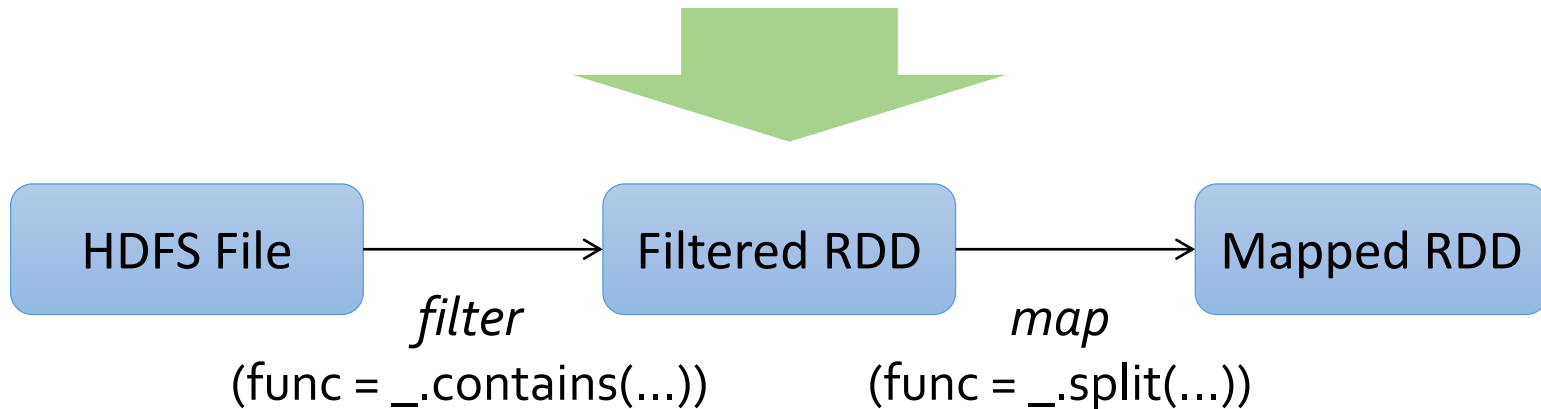 HDFS File
Filtered RDD
Mapped RDD
filter
map
(func = _.contains(...))
(func = _.split(...))